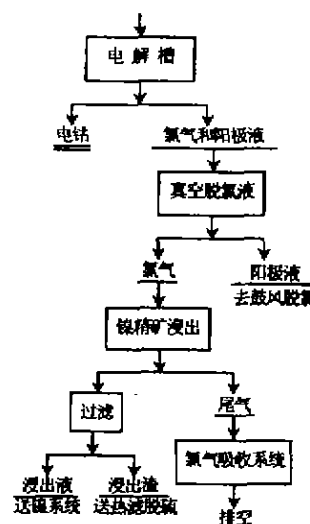 电解槽
电钴
氯气和阳极液
真空脱氯液
氯气
阳极液
去鼓风脱氯
镍精矿浸出
过滤
尾气
浸出液
送镍系统
浸出渣
送热滤脱硫
氯气吸收系统
排空